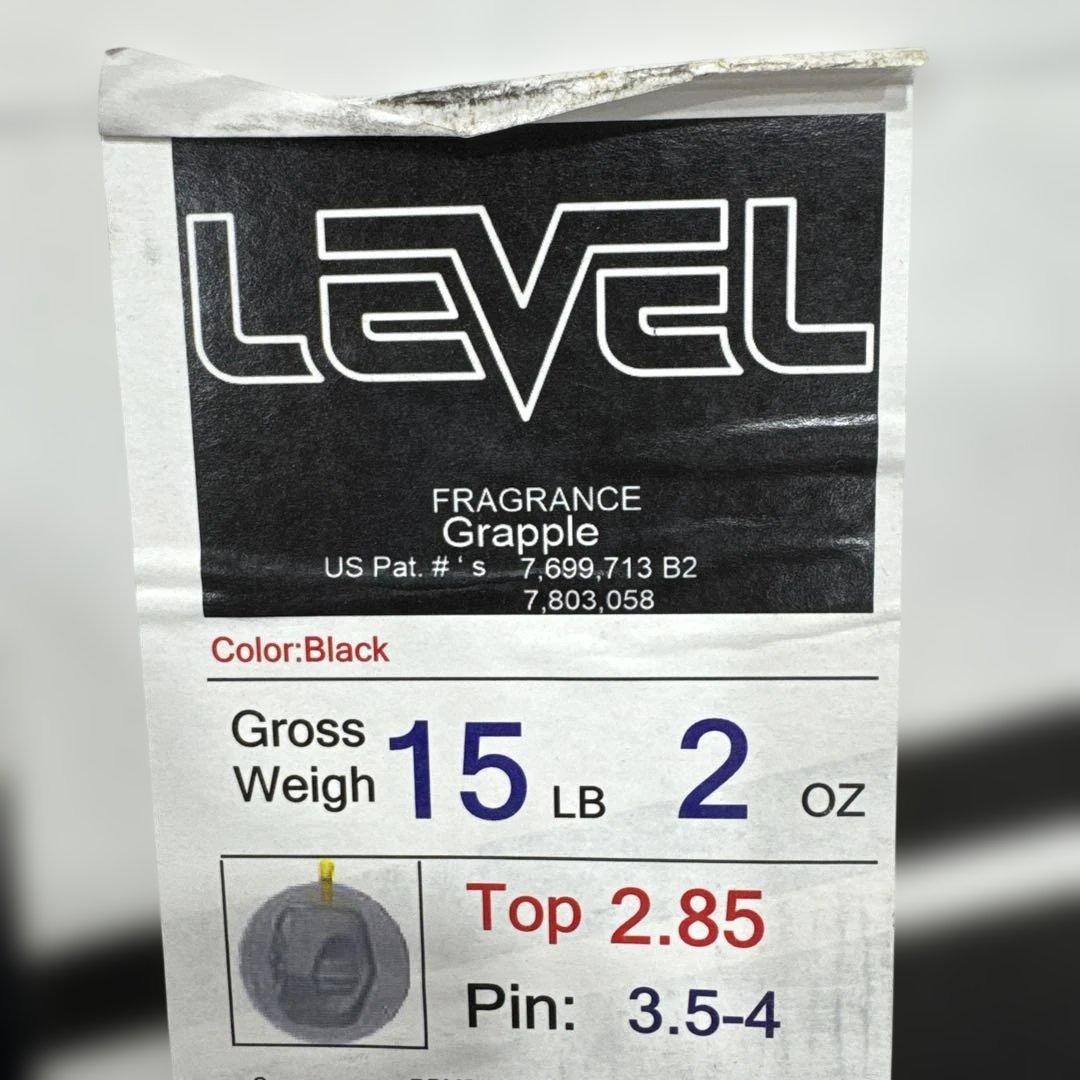 LEVEL
FRAGRANCE
Grapple
US Pat. # ‘ s 7,699,713 B2
7,803,058
Color:Black
Gross
Weigh 15 LB 2 OZ
Top 2.85
Pin: 3.5-4